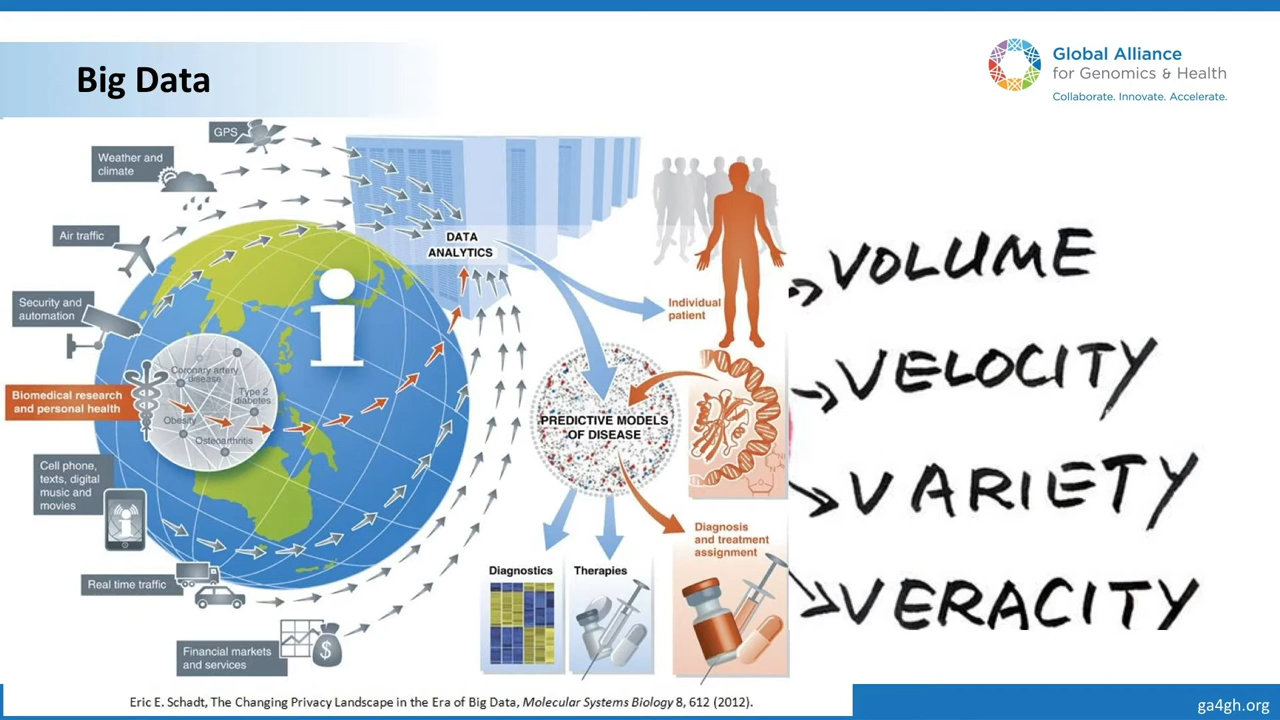 Big Data
Global Alliance
for Genomics & Health
Collaborate. Innovate. Accelerate.
GPS
Weather and
climate
Air traffic
Security and
automation
Biomedical research
and personal health
Coronary artery
disease
Type 2
diabetes
Obesity
Osteoarthritis
Cell phone,
texts, digital
music and
movies
Real time traffic
Financial markets
and services
i
DATA
ANALYTICS
Individual
patient
PREDICTIVE MODELS
OF DISEASE
Diagnosis
and treatment
assignment
Diagnostics
Therapies
VOLUME
VELOCITY
VARIETY
VERACITY
Eric E. Schadt, The Changing Privacy Landscape in the Era of Big Data, Molecular Systems Biology 8, 612 (2012).
ga4gh.org